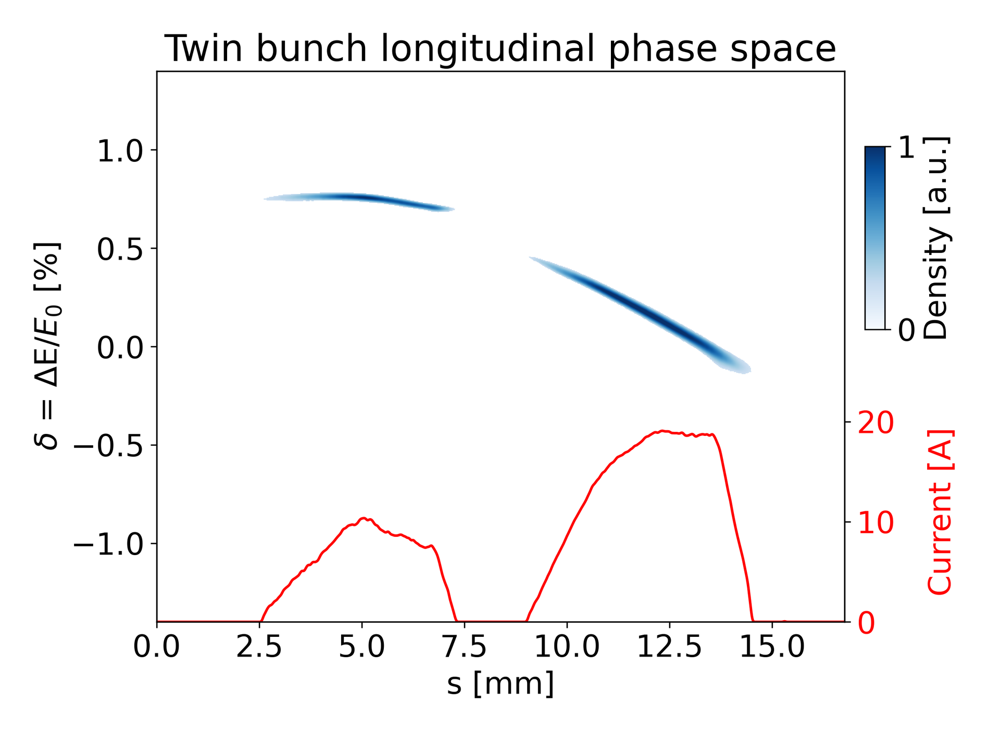 Twin bunch longitudinal phase space
δ = ΔE/E₀ [%]
1.0
0.5
0.0
−0.5
−1.0
1
0
Density [a.u.]
20
10
0
Current [A]
0.0 2.5 5.0 7.5 10.0 12.5 15.0
s [mm]